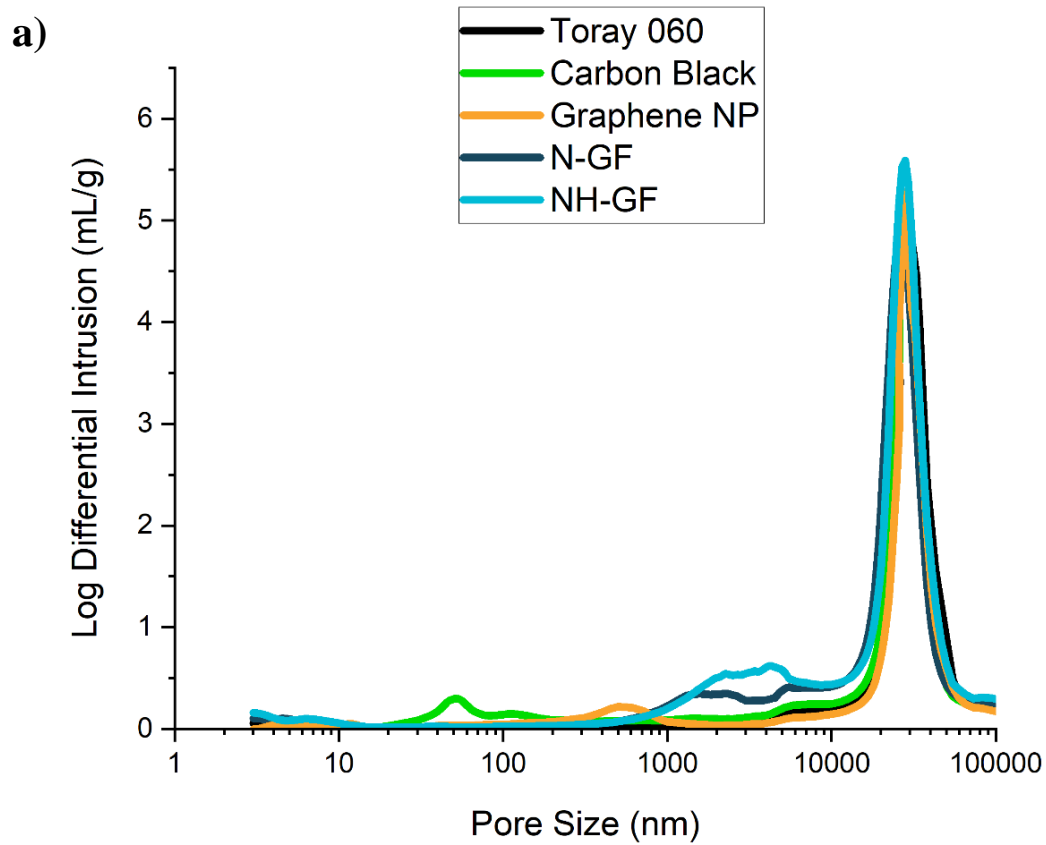 a)
Toray 060
Carbon Black
Graphene NP
N-GF
NH-GF
6
5
4
3
2
1
0
Log Differential Intrusion (mL/g)
1 10 100 1000 10000 100000
Pore Size (nm)